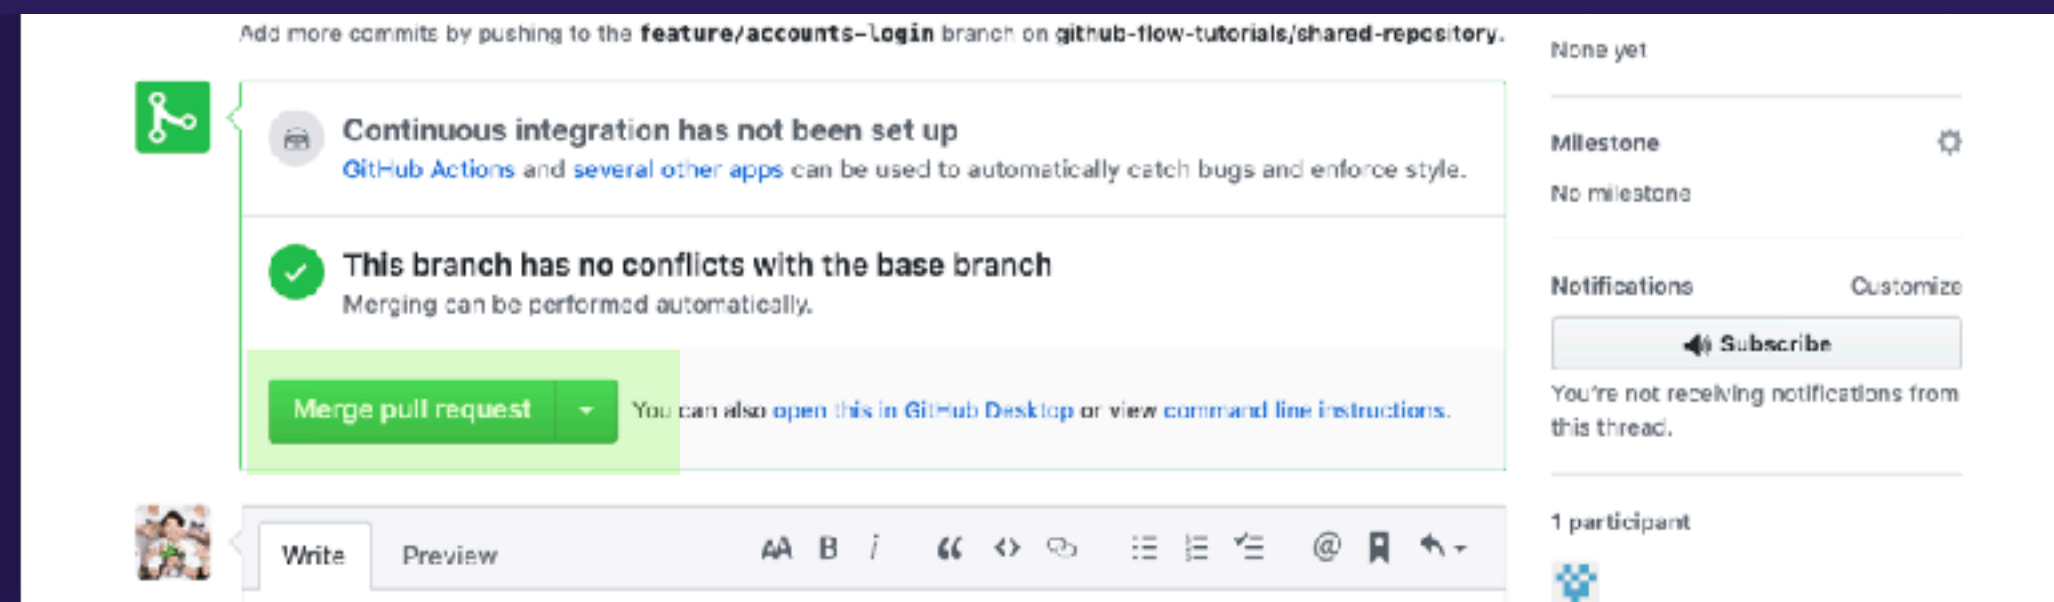 Add more commits by pushing to the feature/accounts-login branch on github-flow-tutorials/shared-repository.
Continuous integration has not been set up
GitHub Actions and several other apps can be used to automatically catch bugs and enforce style.
This branch has no conflicts with the base branch
Merging can be performed automatically.
Merge pull request
You can also open this in GitHub Desktop or view command line instructions.
Write Preview AA B i @
None yet
Milestone
No milestone
Notifications Customize
Subscribe
You're not receiving notifications from
this thread.
1 participant